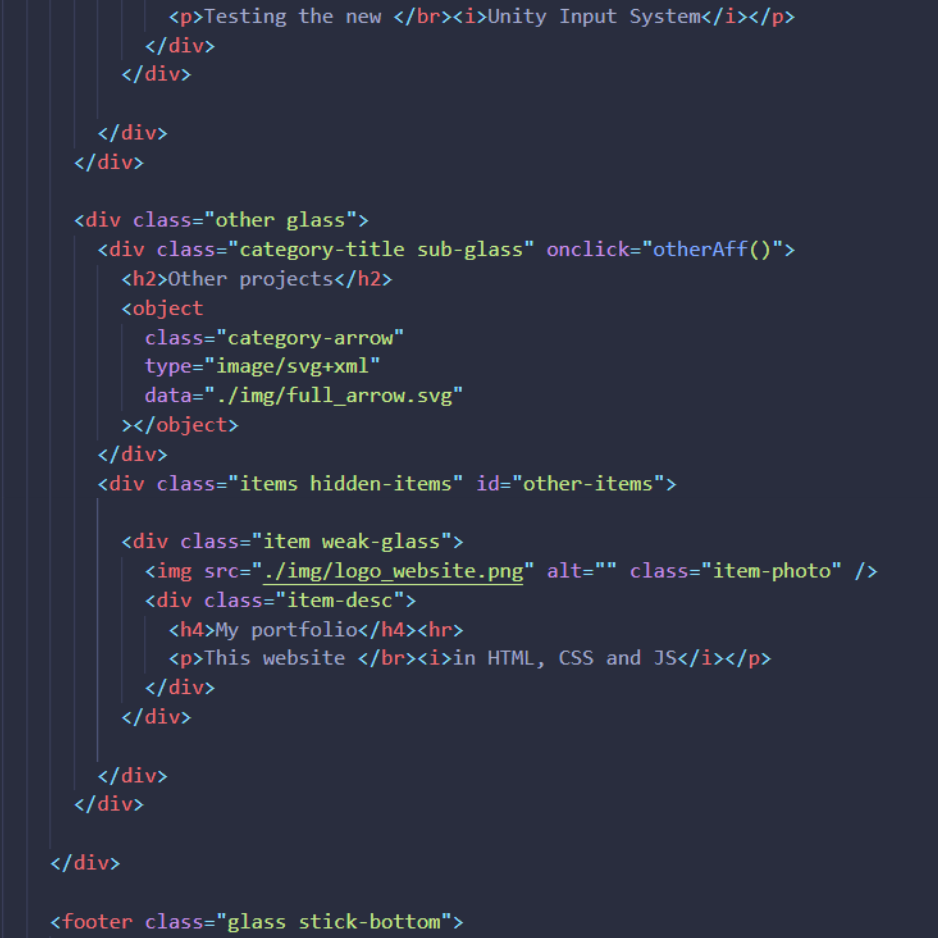 <p>Testing the new </br><i>Unity Input System</i></p>
</div>
</div>
</div>
</div>
<div class="other glass">
<div class="category-title sub-glass" onclick="otherAff()">
<h2>Other projects</h2>
<object
class="category-arrow"
type="image/svg+xml"
data="./img/full_arrow.svg"
></object>
</div>
<div class="items hidden-items" id="other-items">
<div class="item weak-glass">
<img src="./img/logo_website.png" alt="" class="item-photo" />
<div class="item-desc">
<h4>My portfolio</h4><hr>
<p>This website </br><i>in HTML, CSS and JS</i></p>
</div>
</div>
</div>
</div>
</div>
<footer class="glass stick-bottom">